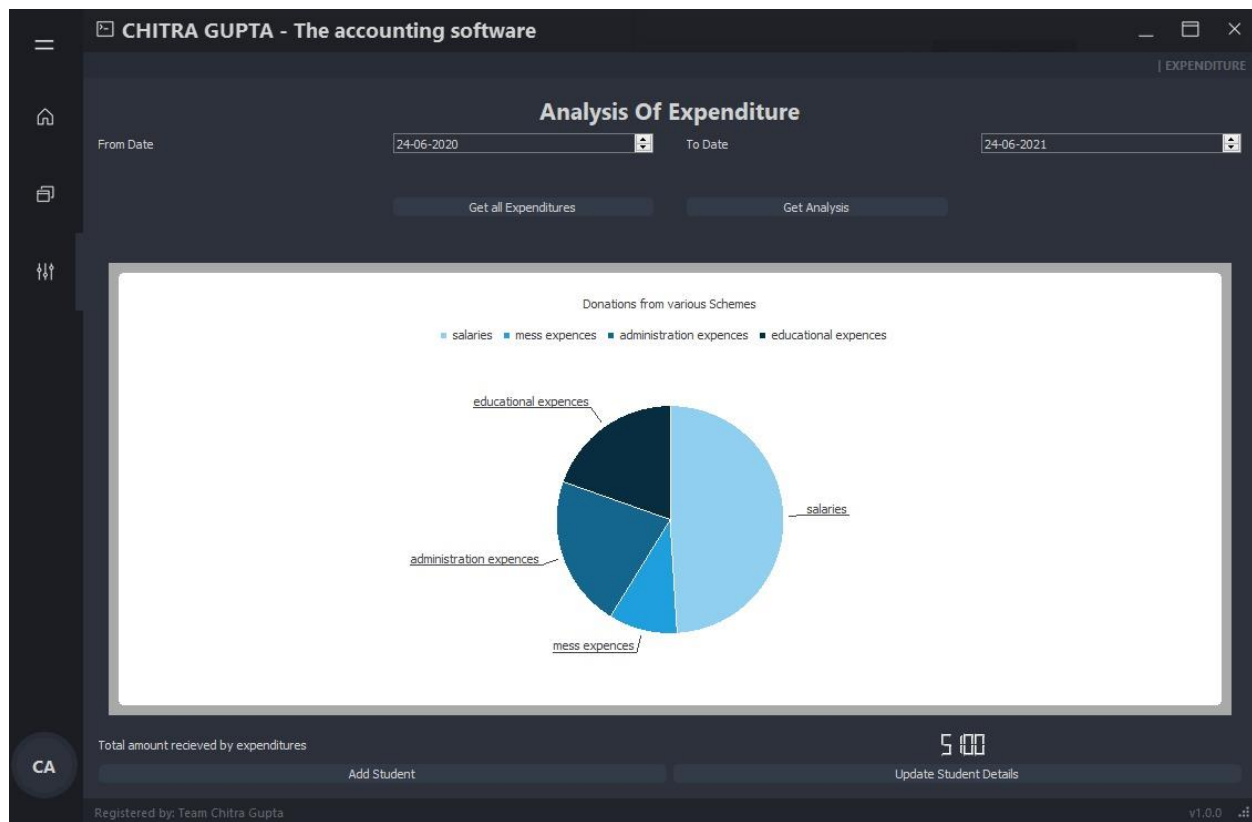 CHITRA GUPTA - The accounting software
| EXPENDITURE
Analysis Of Expenditure
From Date 24-06-2020 To Date 24-06-2021
Get all Expenditures Get Analysis
Donations from various Schemes
salaries mess expences administration expences educational expences
educational expences
salaries
administration expences
mess expences
Total amount recieved by expenditures 5100
CA
Add Student Update Student Details
Registered by: Team Chitra Gupta v1.0.0